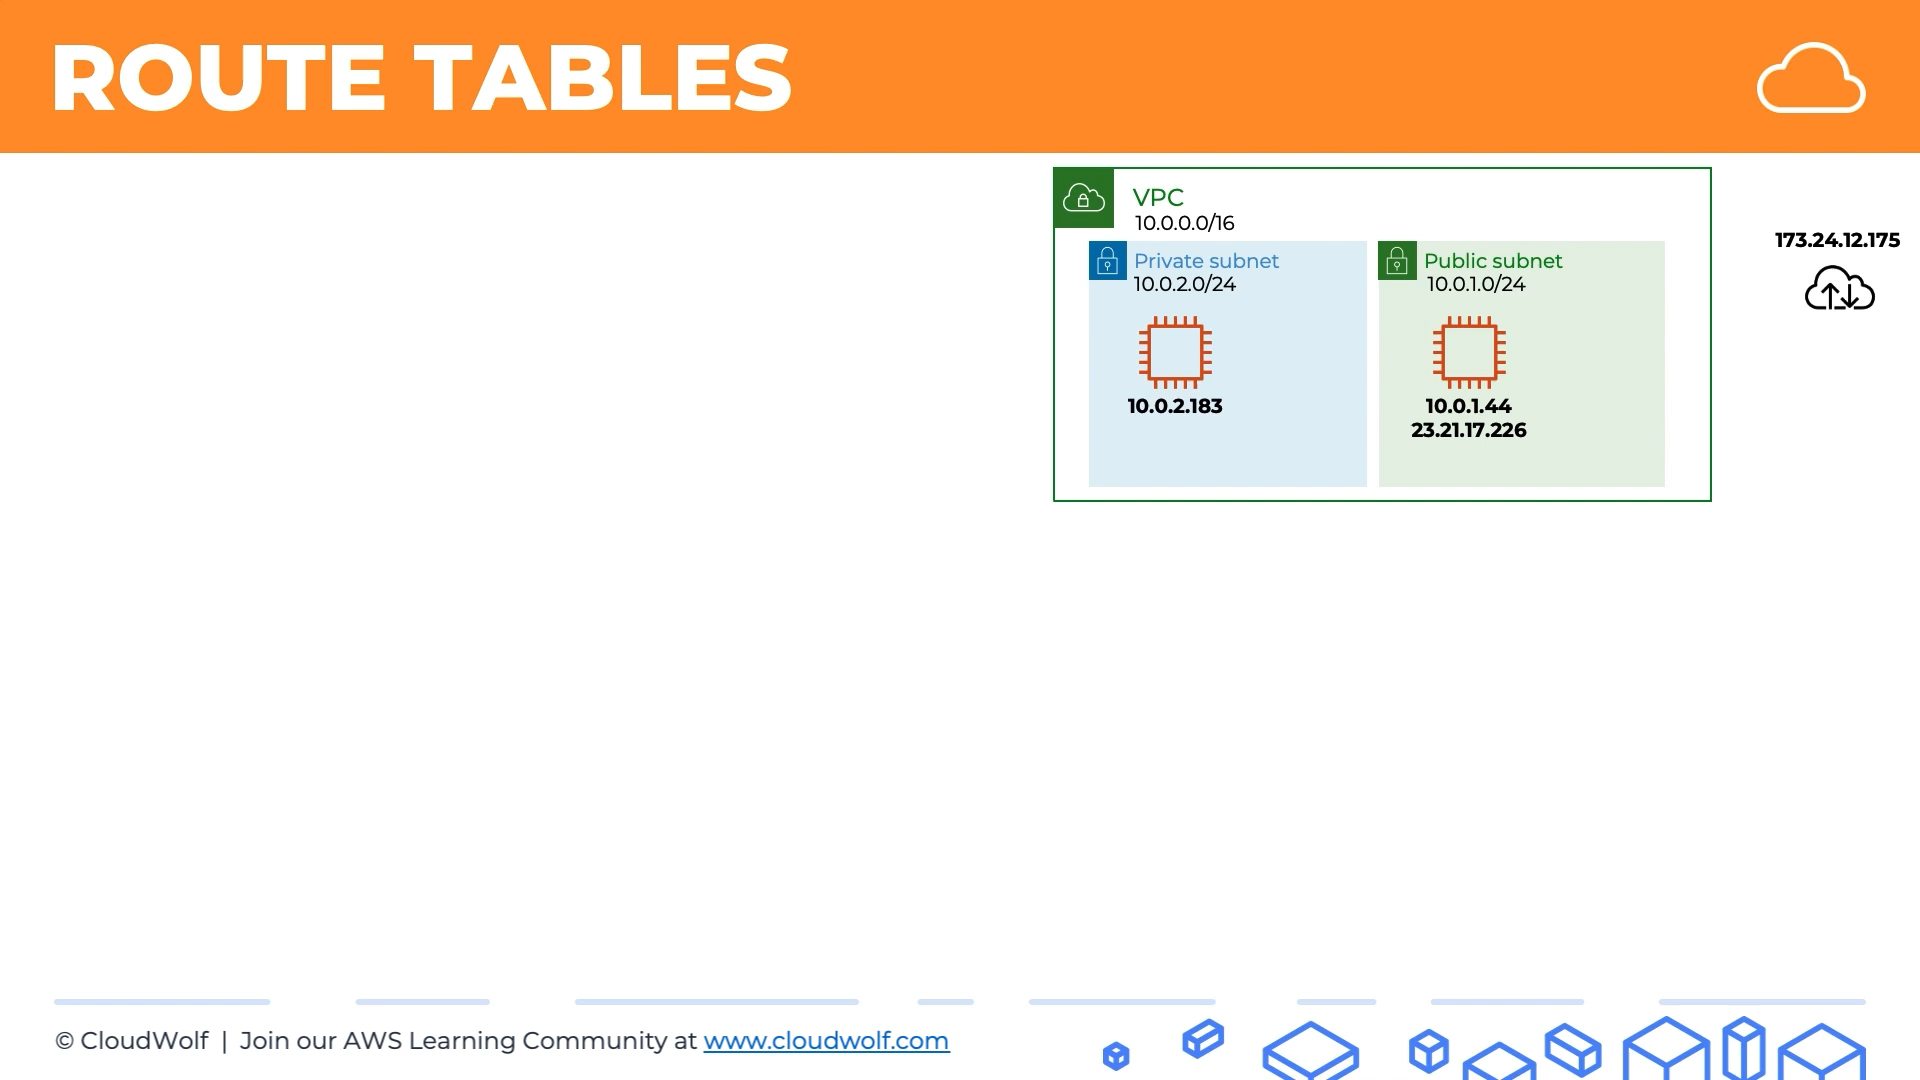 ROUTE TABLES
VPC
10.0.0.0/16
173.24.12.175
Private subnet
10.0.2.0/24
Public subnet
10.0.1.0/24
10.0.2.183
10.0.1.44
23.21.17.226
© CloudWolf | Join our AWS Learning Community at www.cloudwolf.com